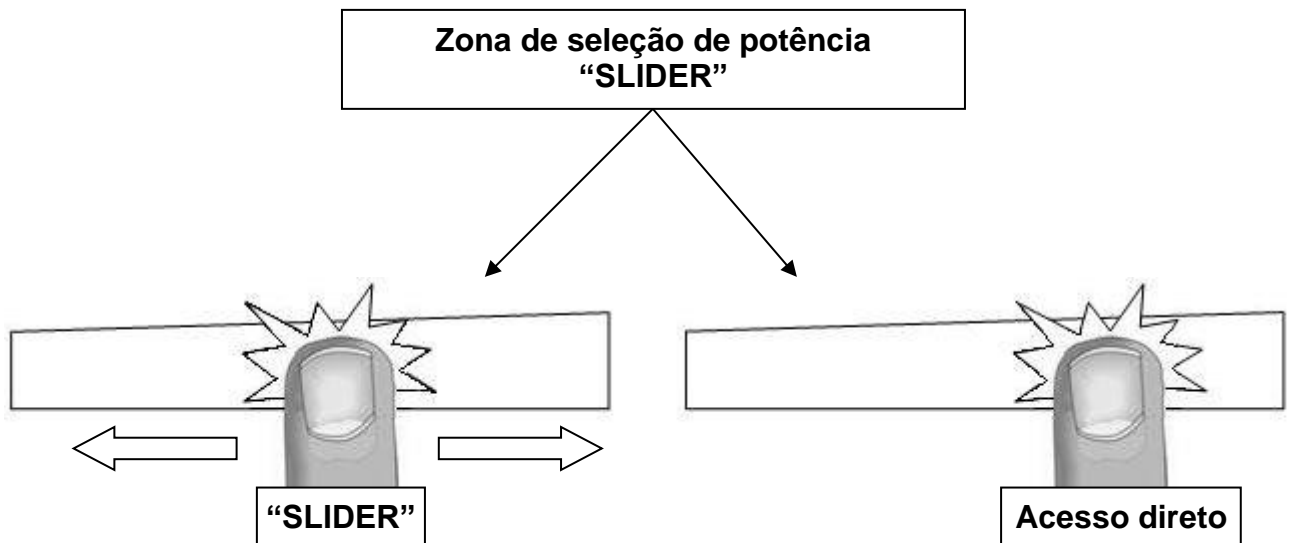 Zona de seleção de potência
“SLIDER”
“SLIDER”
Acesso direto